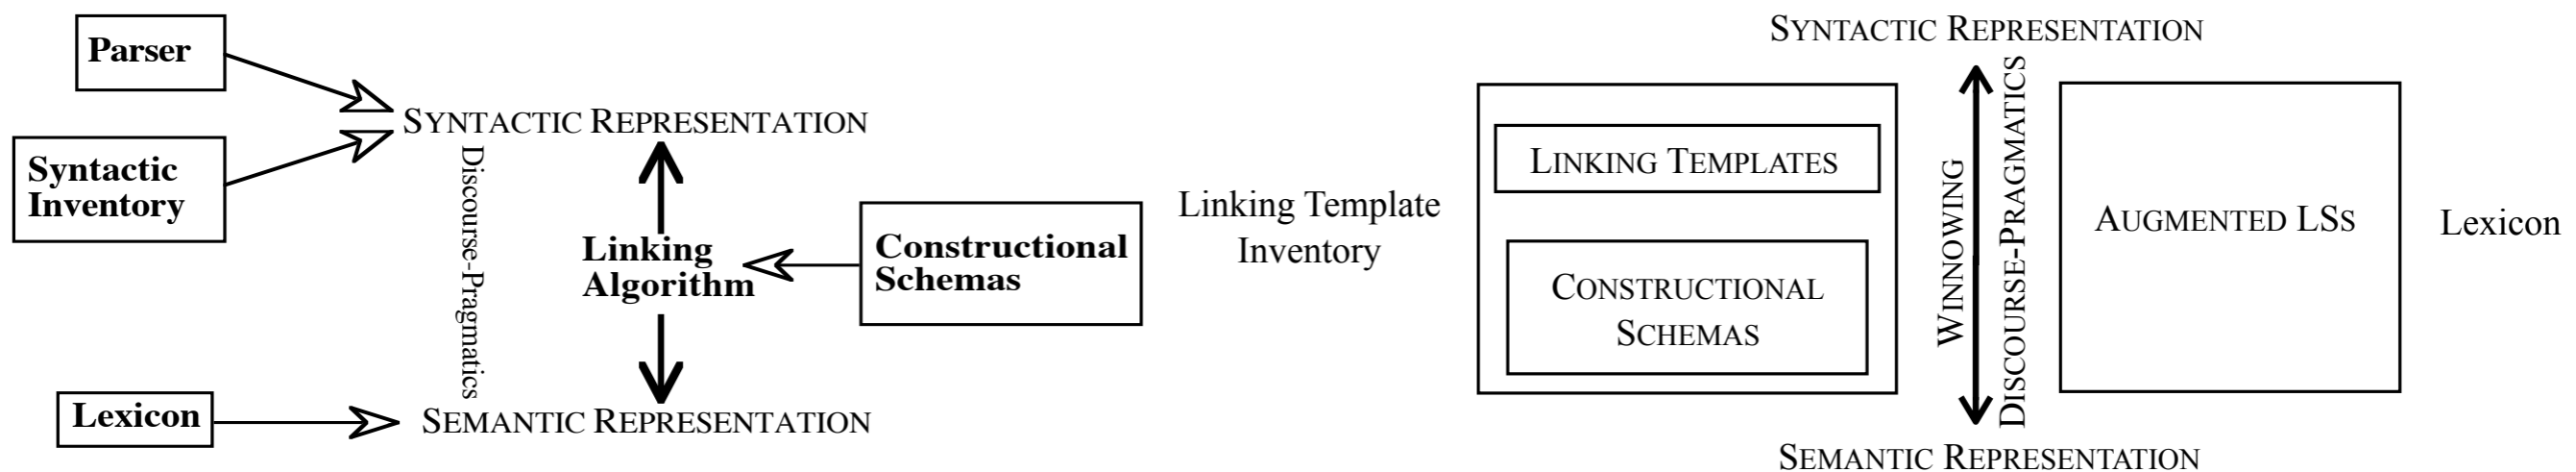 Parser
Syntactic
Inventory
SYNTACTIC REPRESENTATION
Discourse-Pragmatics
Linking
Algorithm
Constructional
Schemas
Lexicon
SEMANTIC REPRESENTATION
Linking Template
Inventory
SYNTACTIC REPRESENTATION
LINKING TEMPLATES
CONSTRUCTIONAL
SCHEMAS
WINNOWING
DISCOURSE-PRAGMATICS
AUGMENTED LSS
Lexicon
SEMANTIC REPRESENTATION